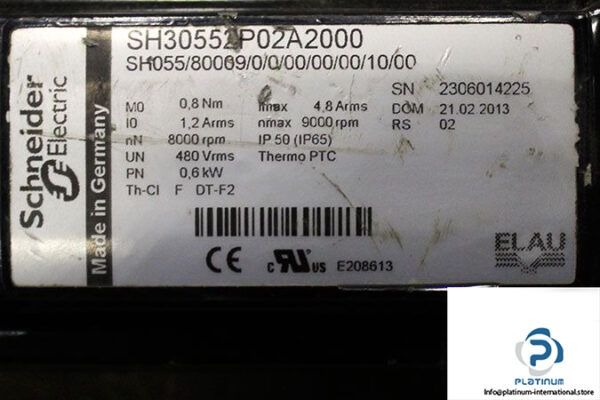 Schneider
Electric
Made in Germany
SH30552P02A2000
SH055/80009/0/0/00/00/00/10/00
SN 2306014225
M0 0,8 Nm Imax 4,8 Arms DOM 21.02.2013
I0 1,2 Arms nmax 9000 rpm RS 02
nN 8000 rpm IP 50 (IP65)
UN 480 Vrms Thermo PTC
PN 0,6 kW
Th-Cl F DT-F2
CE c RU US E208613
ELAU
PLATINUM
Info@platinum-international.store